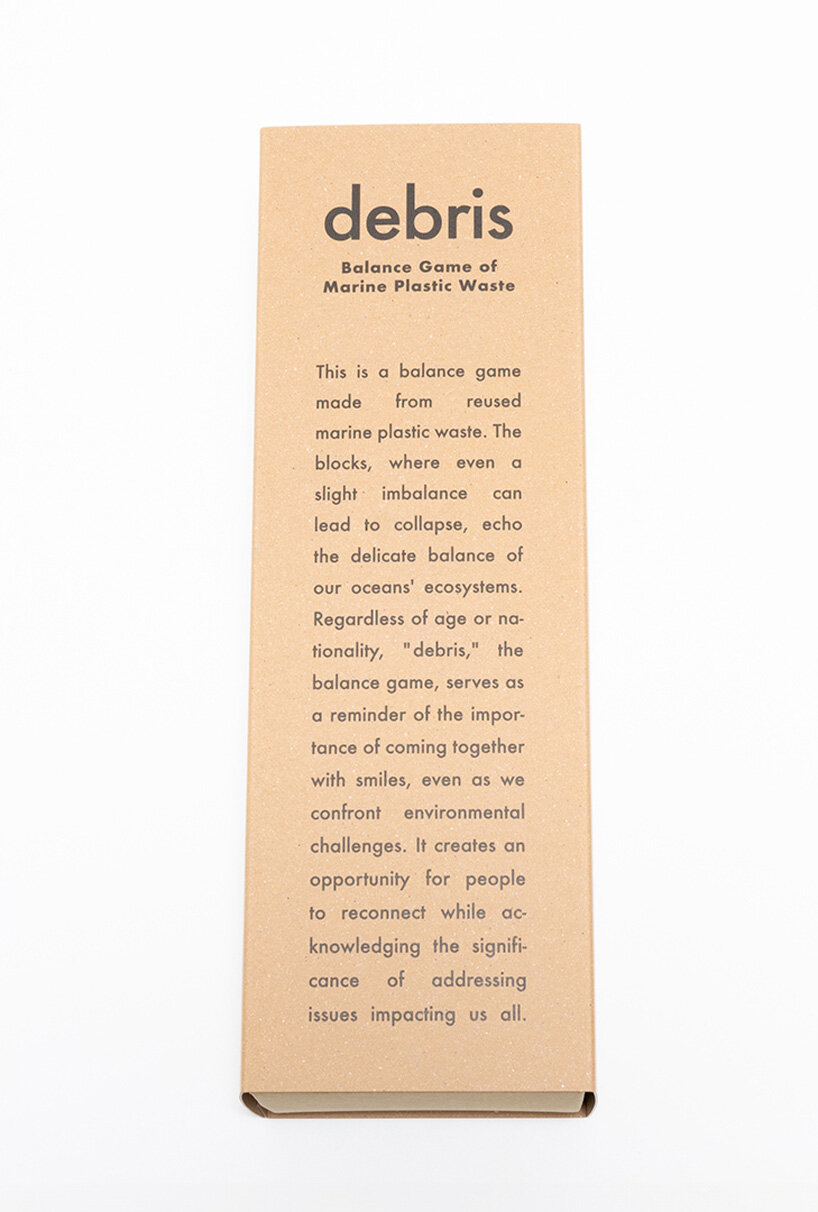 debris
Balance Game of
Marine Plastic Waste
This is a balance game
made from reused
marine plastic waste. The
blocks, where even a
slight imbalance can
lead to collapse, echo
the delicate balance of
our oceans' ecosystems.
Regardless of age or na-
tionality, "debris," the
balance game, serves as
a reminder of the impor-
tance of coming together
with smiles, even as we
confront environmental
challenges. It creates an
opportunity for people
to reconnect while ac-
knowledging the signifi-
cance of addressing
issues impacting us all.